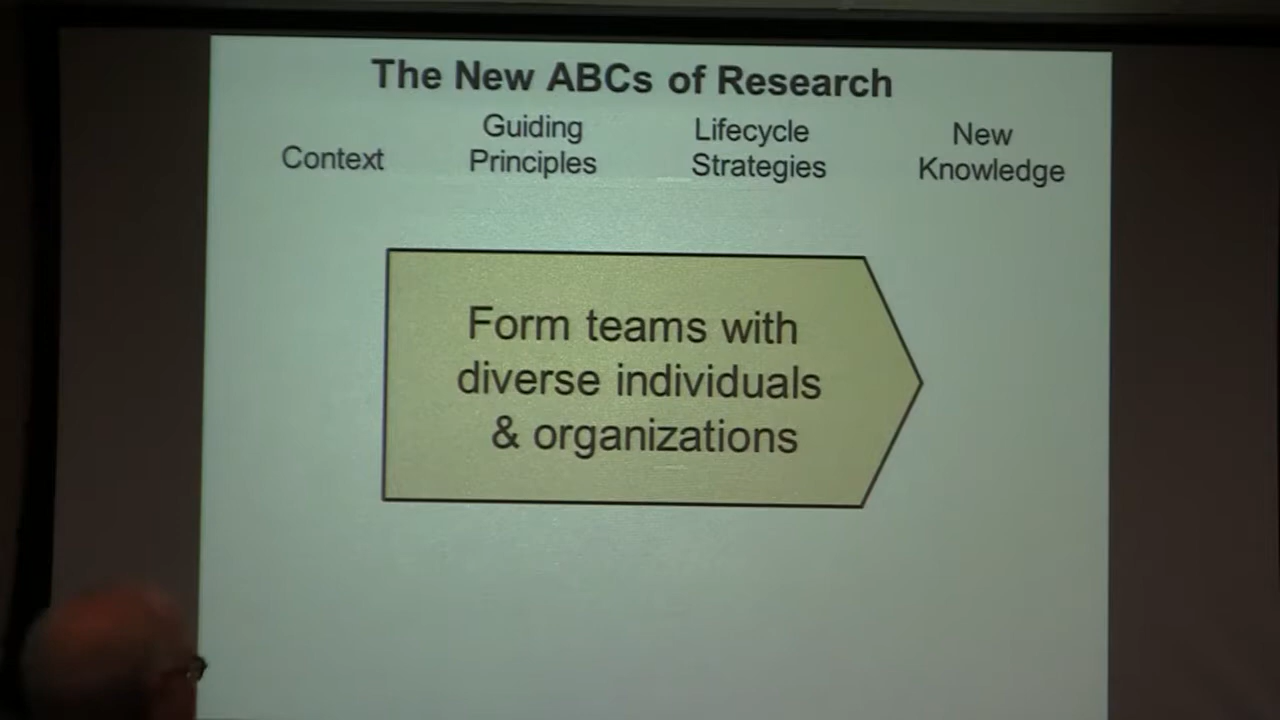 The New ABCs of Research
Context
Guiding
Principles
Lifecycle
Strategies
New
Knowledge
Form teams with
diverse individuals
& organizations